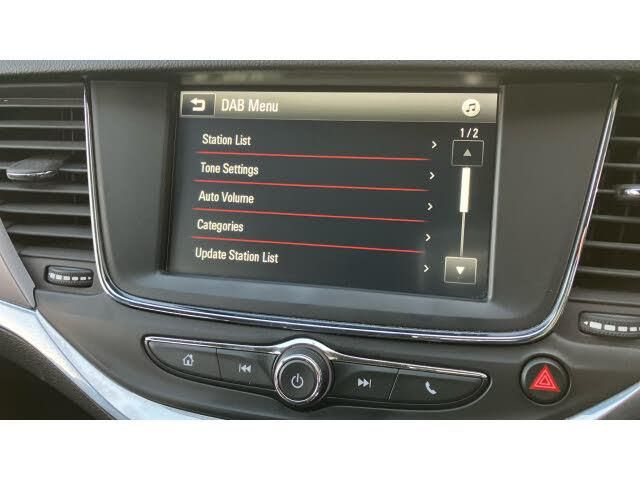 DAB Menu
1/2
Station List
Tone Settings
Auto Volume
Categories
Update Station List